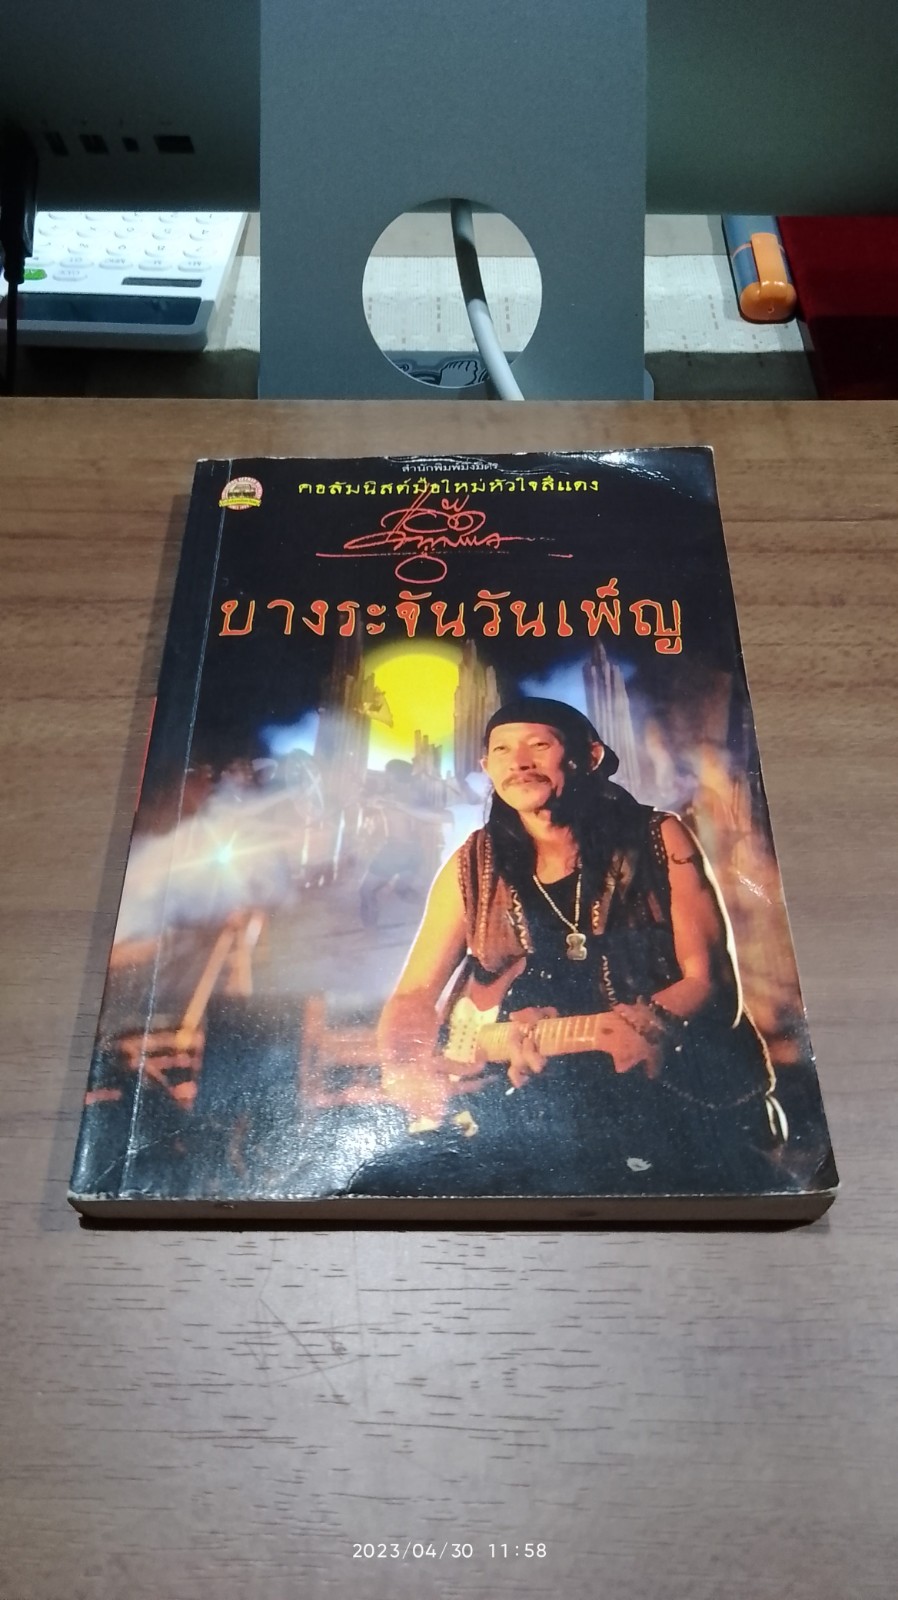 สำนักพิมพ์มิ่งมิตร
คอลัมนิสต์มือใหม่หัวใจสีแดง
บางระจันวันเพ็ญ
2023/04/30 11:58